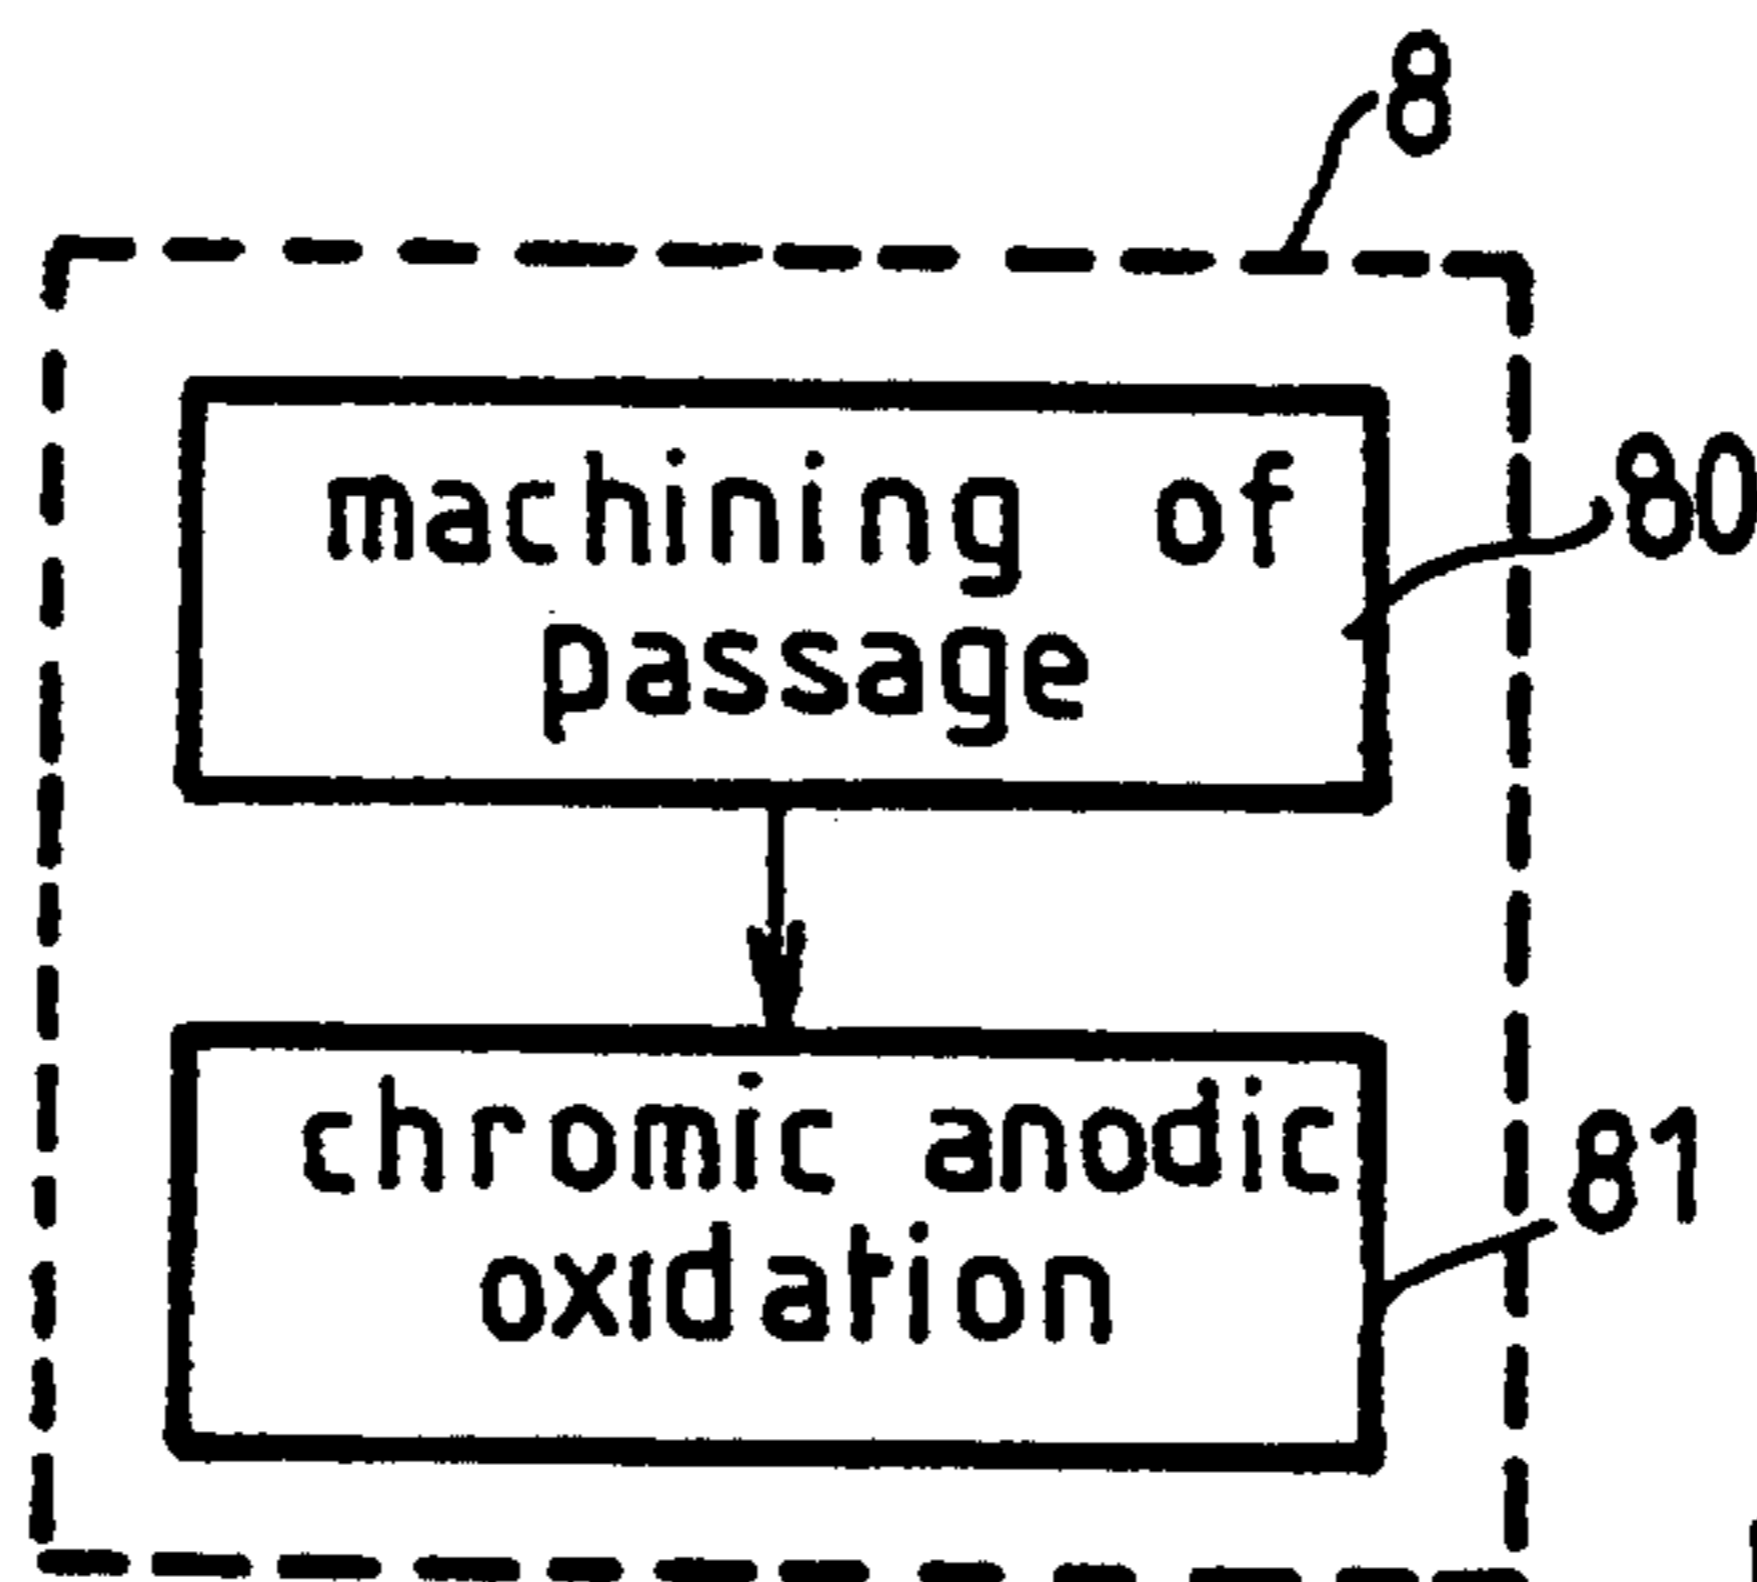 8
machining of
passage
80
chromic anodic
oxidation
81